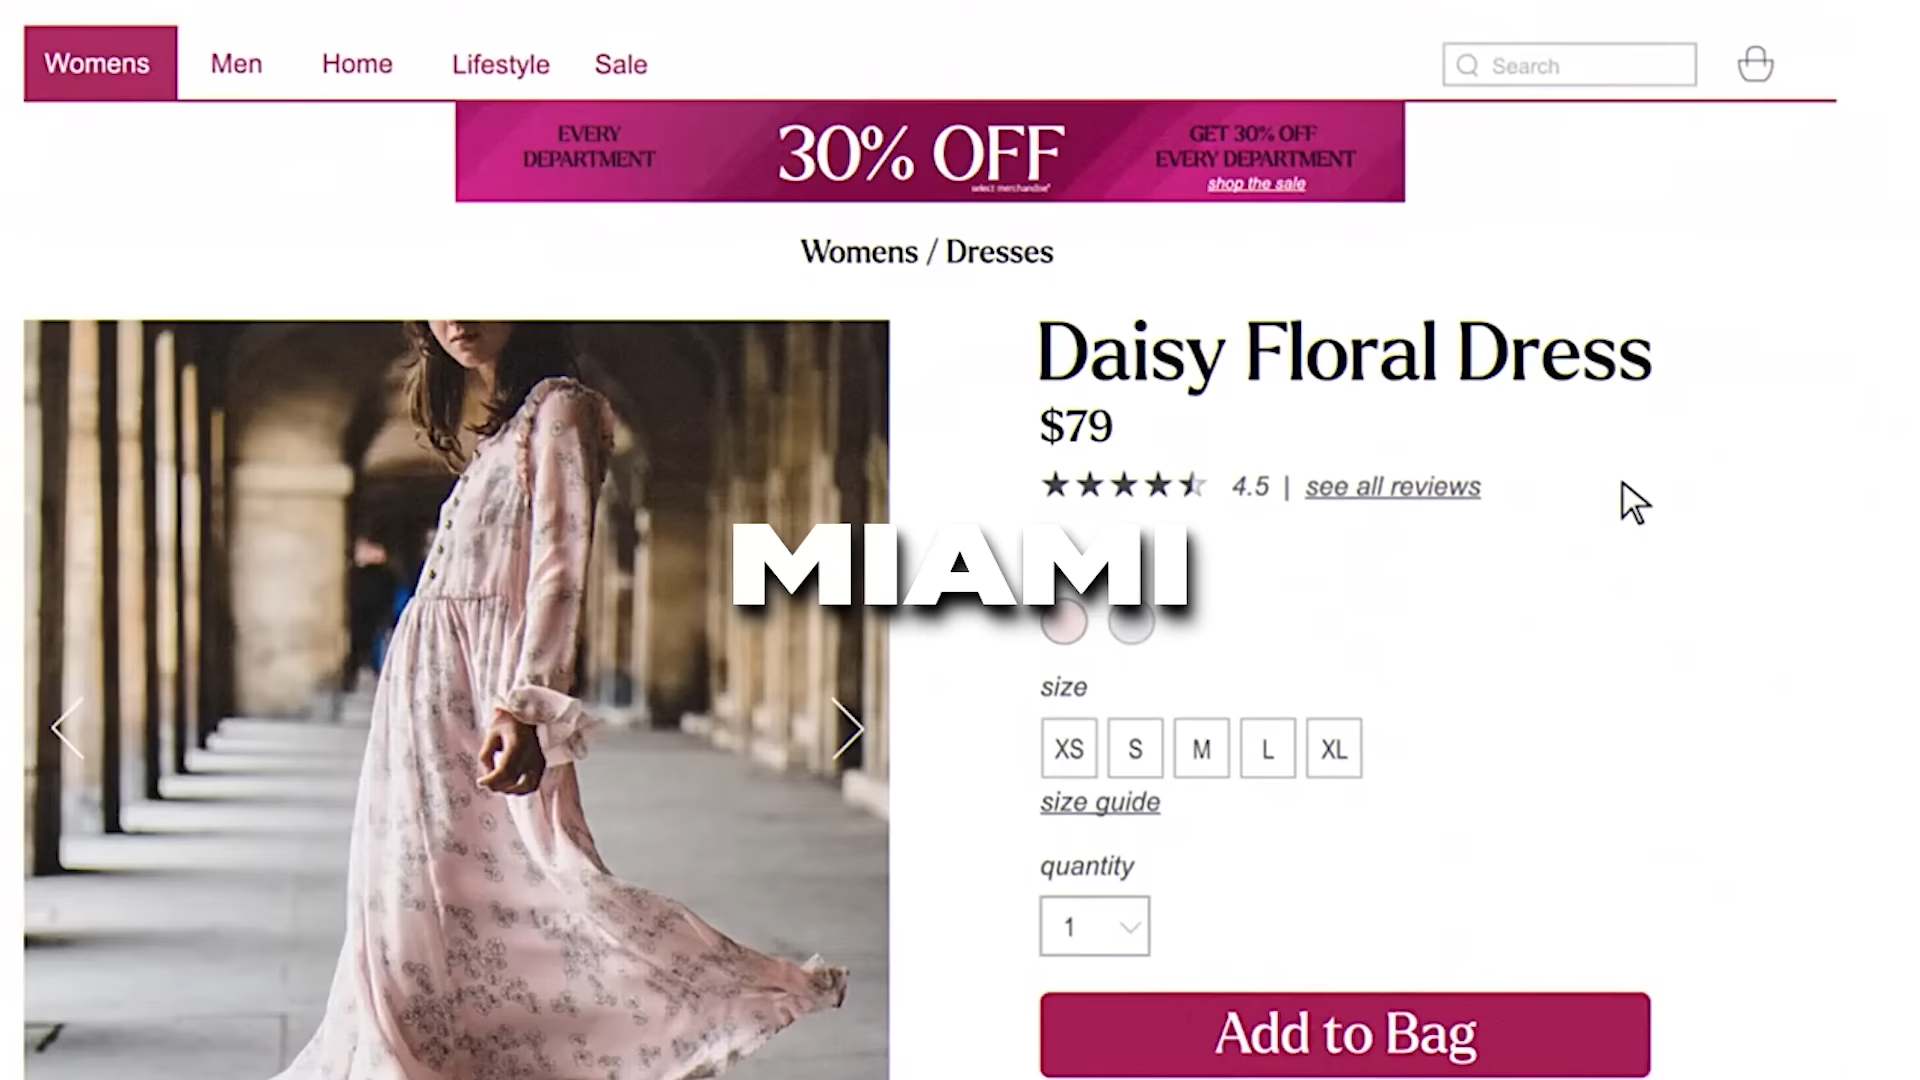 Womens
Men
Home
Lifestyle
Sale
Search
EVERY
DEPARTMENT
30% OFF
select merchandise*
GET 30% OFF
EVERY DEPARTMENT
shop the sale
Womens / Dresses
Daisy Floral Dress
$79
4.5 | see all reviews
MIAMI
size
XS S M L XL
size guide
quantity
1
Add to Bag